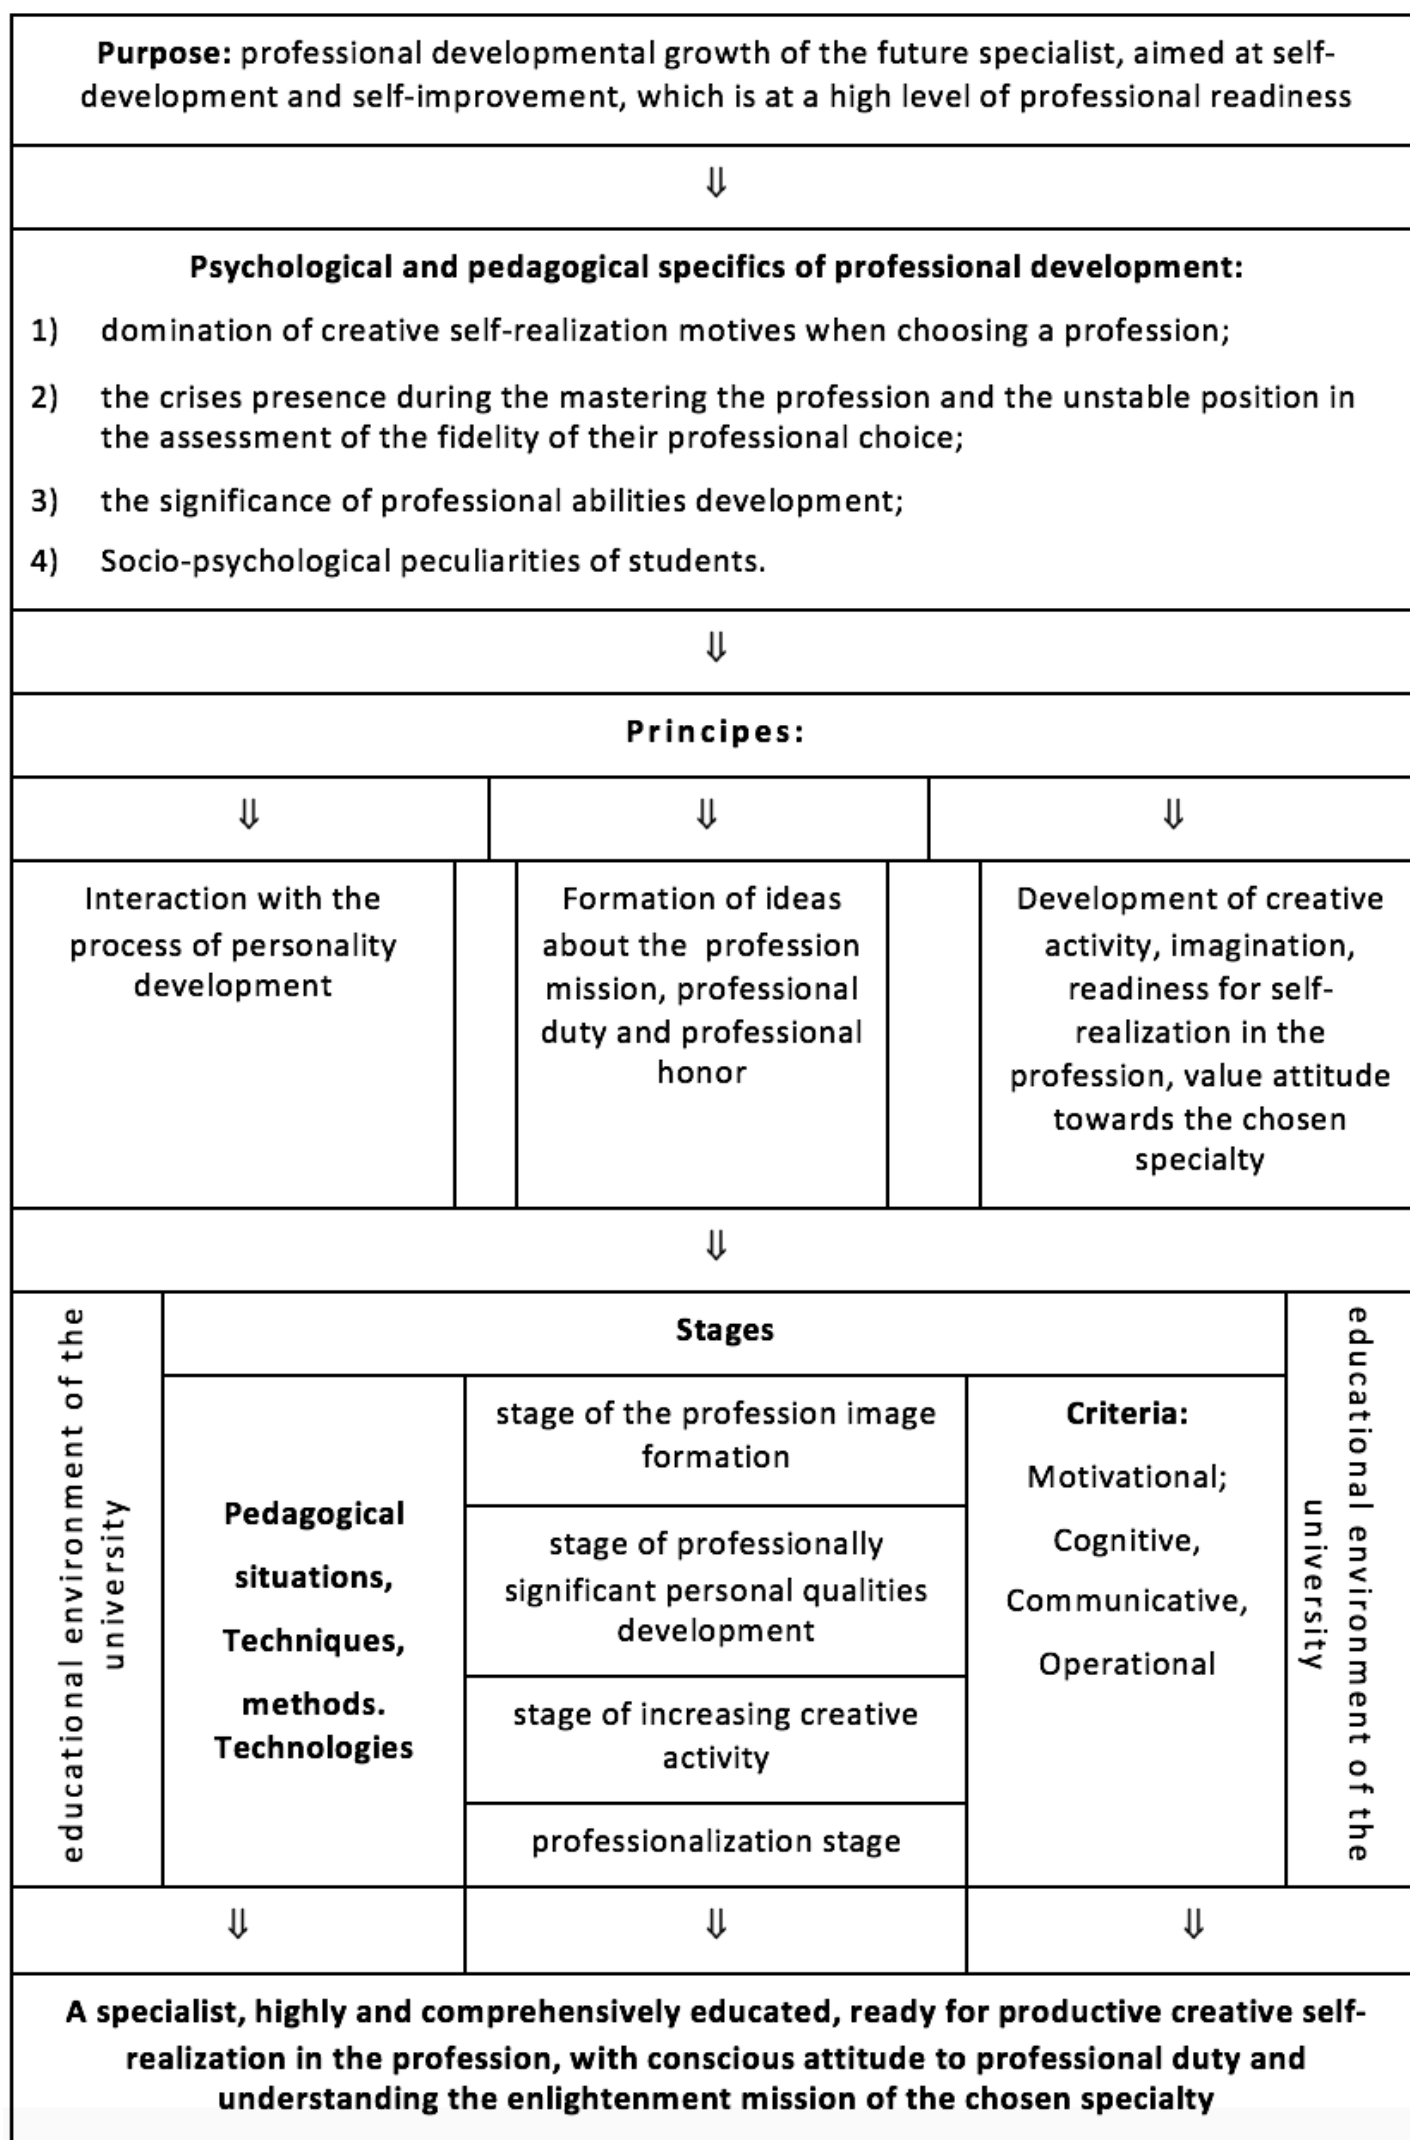 Purpose: professional developmental growth of the future specialist, aimed at self-
development and self-improvement, which is at a high level of professional readiness
⇓
Psychological and pedagogical specifics of professional development:
1) domination of creative self-realization motives when choosing a profession;
2) the crises presence during the mastering the profession and the unstable position in
the assessment of the fidelity of their professional choice;
3) the significance of professional abilities development;
4) Socio-psychological peculiarities of students.
⇓
Principes:
⇓ ⇓ ⇓
Interaction with the
process of personality
development
Formation of ideas
about the profession
mission, professional
duty and professional
honor
Development of creative
activity, imagination,
readiness for self-
realization in the
profession, value attitude
towards the chosen
specialty
⇓
educational environment of the
university
Stages
Pedagogical
situations,
Techniques,
methods.
Technologies
stage of the profession image
formation
stage of professionally
significant personal qualities
development
stage of increasing creative
activity
professionalization stage
Criteria:
Motivational;
Cognitive,
Communicative,
Operational
educational environment of the
university
⇓ ⇓ ⇓
A specialist, highly and comprehensively educated, ready for productive creative self-
realization in the profession, with conscious attitude to professional duty and
understanding the enlightenment mission of the chosen specialty